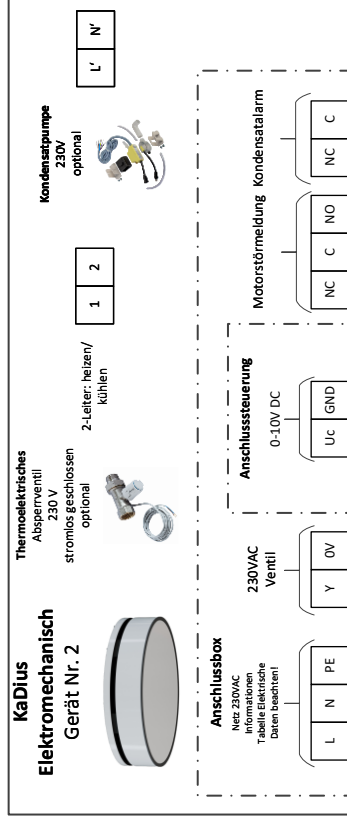 KaDius
Elektromechanisch
Gerät Nr. 2
Thermoelektrisches
Absperrventil
230 V
stromlos geschlossen
optional
2-Leiter: heizen/
kühlen
1 2
Kondensatpumpe
230V
optional
L‘ N‘
Anschlussbox
Netz 230VAC
Informationen
Tabelle Elektrische
Daten beachten!
L N PE
230VAC
Ventil
Y 0V
Anschlusssteuerung
0-10V DC
Uc GND
Motorstörmeldung
NC C NO
Kondensatalarm
NC C